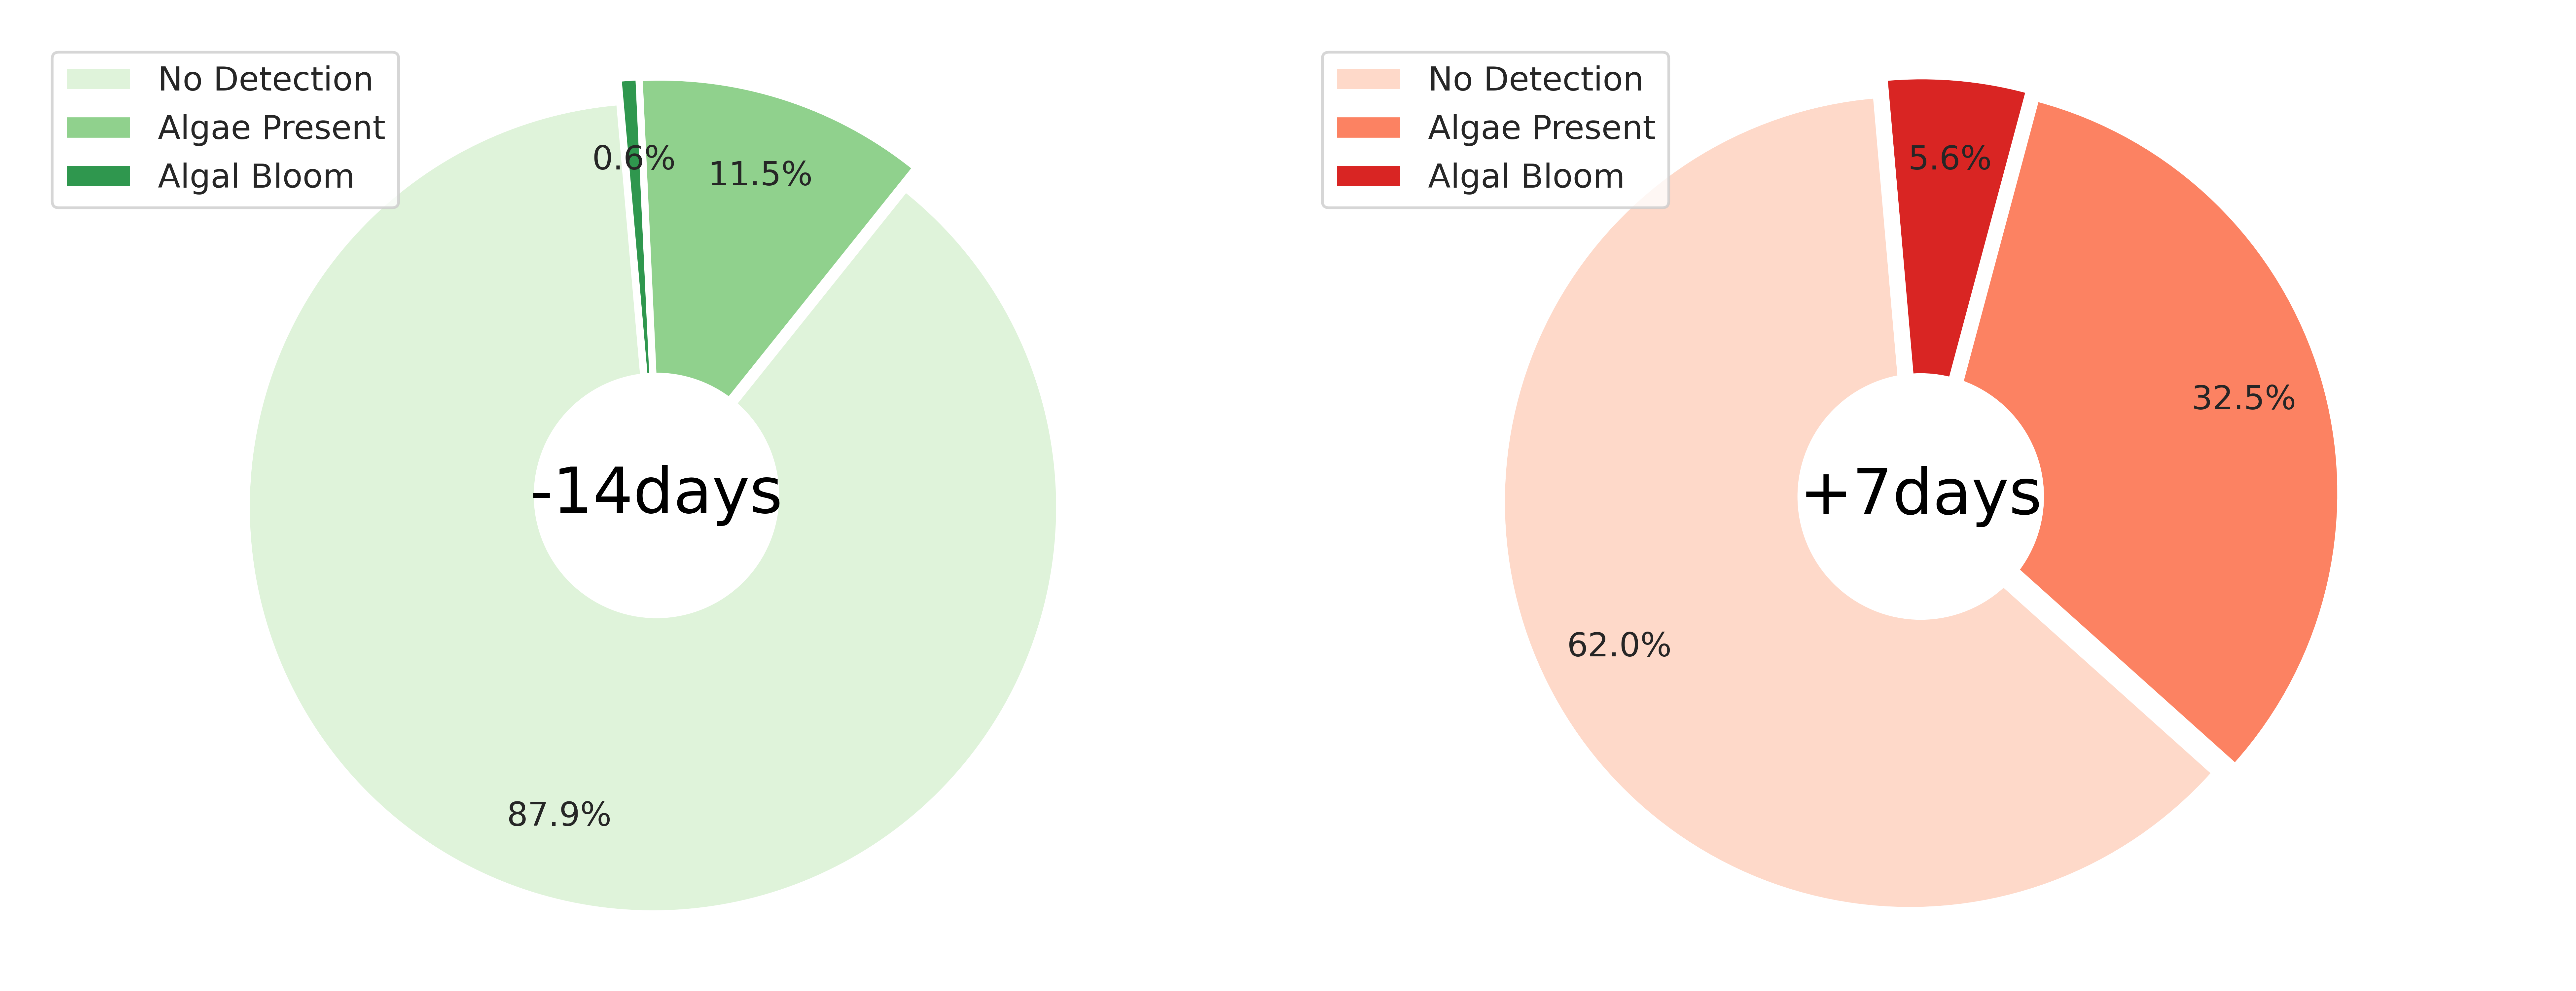 No Detection
Algae Present
Algal Bloom
0.6%
11.5%
-14days
87.9%
No Detection
Algae Present
Algal Bloom
5.6%
32.5%
+7days
62.0%